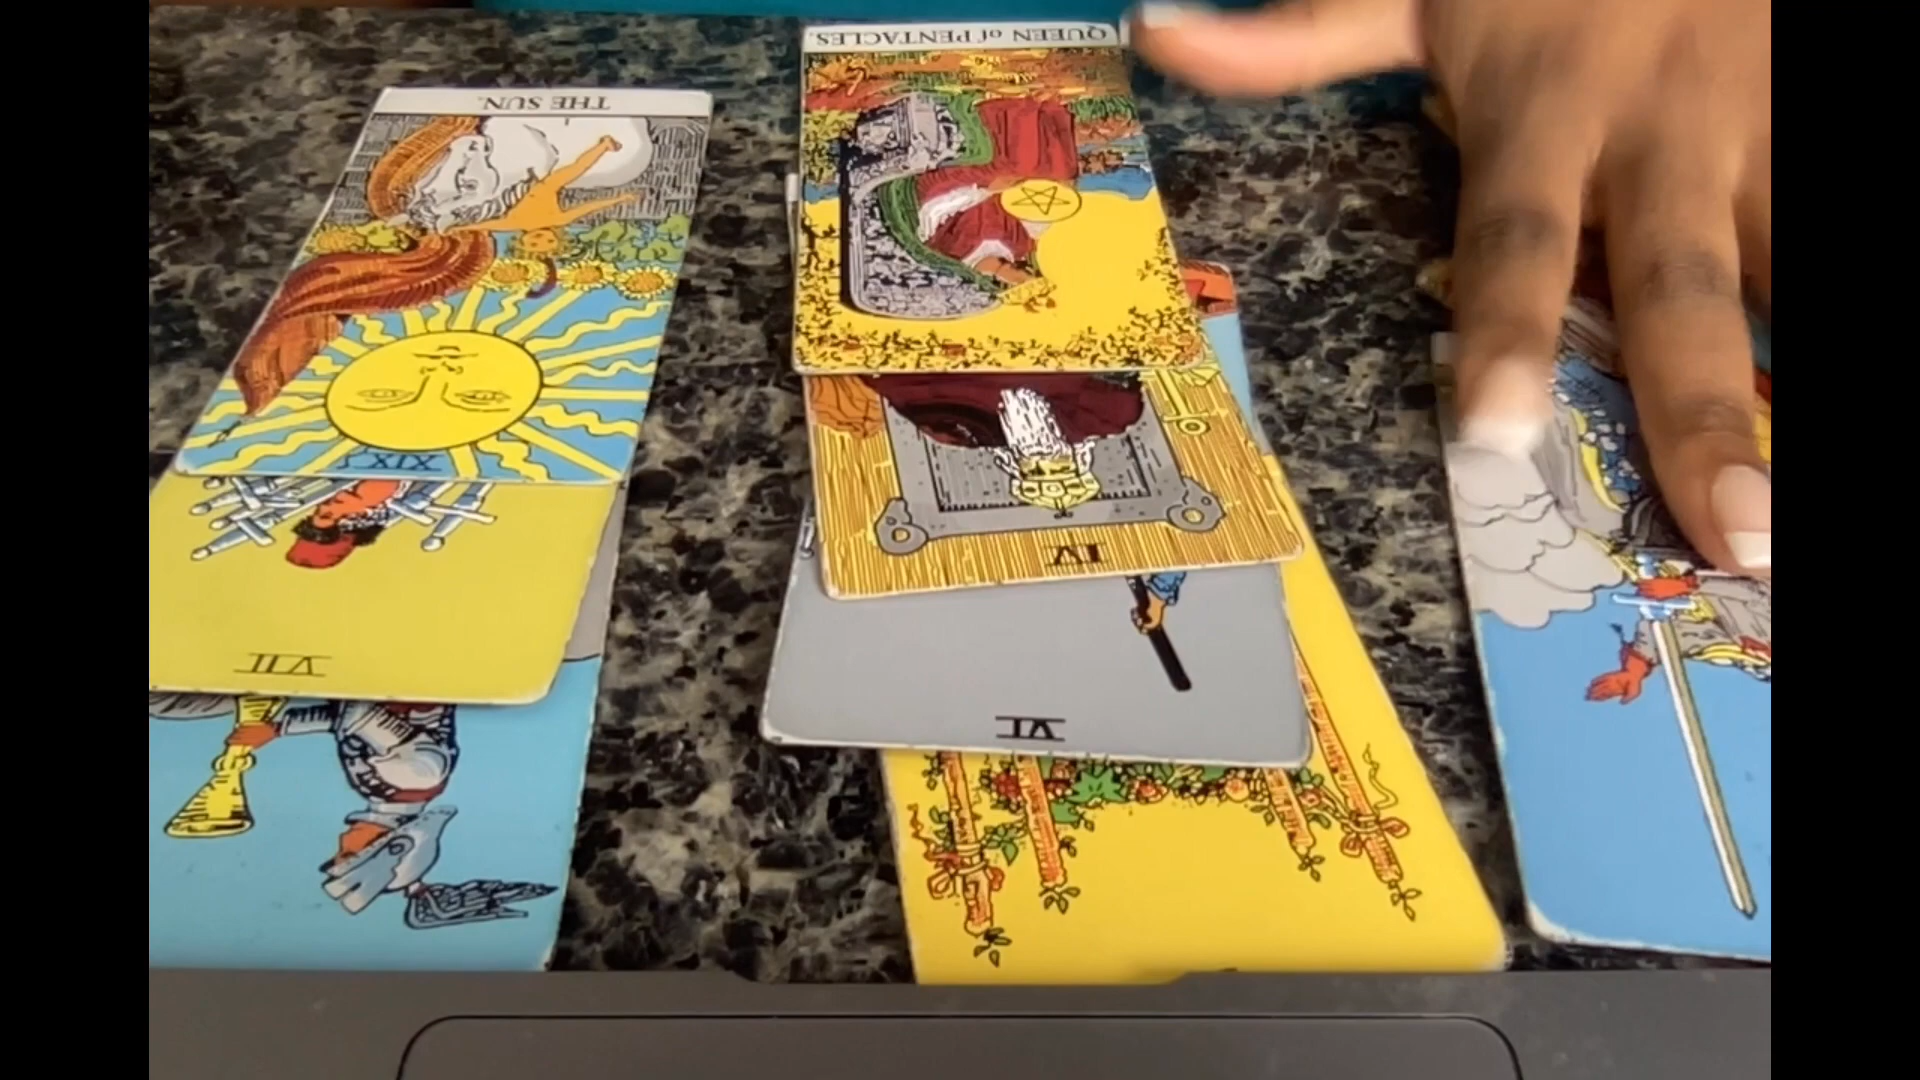 QUEEN of PENTACLES.
THE SUN.
XIX
IV
VII
VI